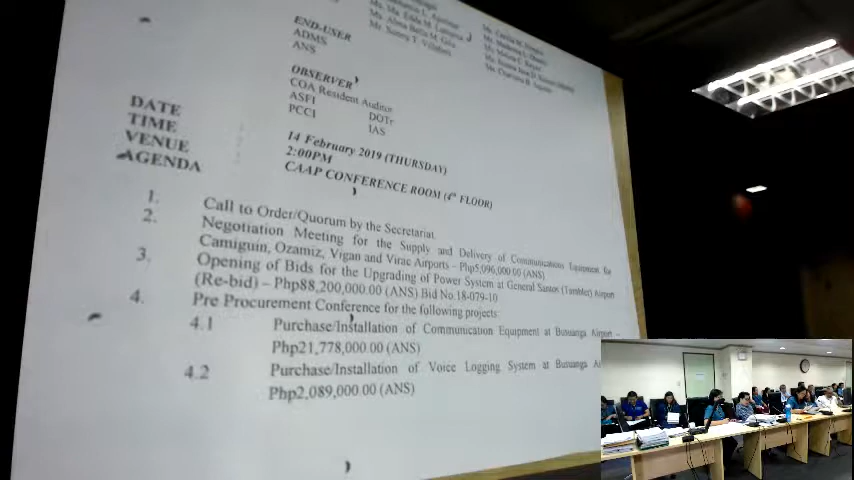 END-USER
ADMS
ANS
OBSERVER
COA Resident Auditor
ASFI DOTr
PCCI IAS
DATE 14 February 2019 (THURSDAY)
TIME 2:00PM
VENUE CAAP CONFERENCE ROOM (4th FLOOR)
AGENDA
1. Call to Order/Quorum by the Secretariat
2. Negotiation Meeting for the Supply and Delivery of Communications Equipment for
Camiguin, Ozamiz, Vigan and Virac Airports – Php5,096,000.00 (ANS)
3. Opening of Bids for the Upgrading of Power System at General Santos (Tambler) Airport
(Re-bid) – Php88,200,000.00 (ANS) Bid No.18-079-10
4. Pre Procurement Conference for the following projects:
4.1 Purchase/Installation of Communication Equipment at Busuanga Airport –
Php21,778,000.00 (ANS)
4.2 Purchase/Installation of Voice Logging System at Busuanga
Php2,089,000.00 (ANS)